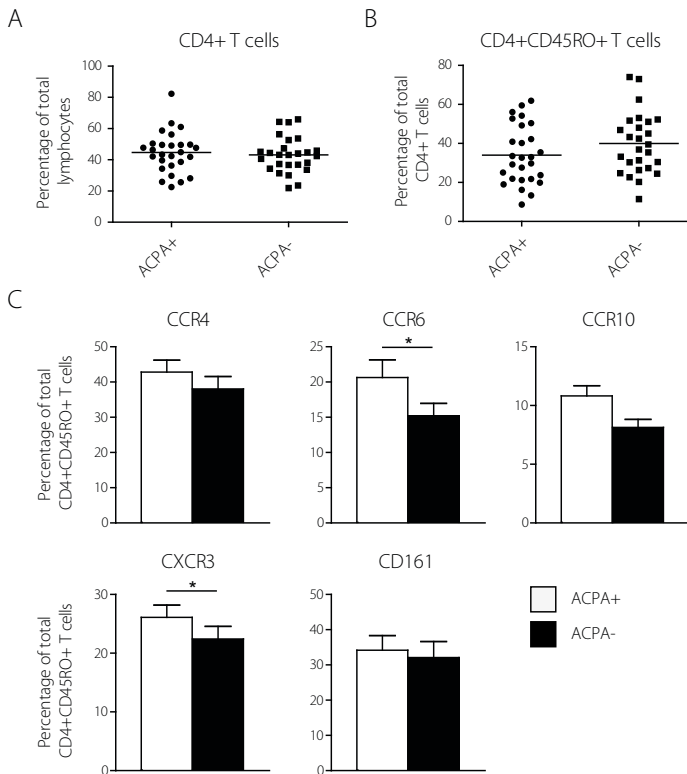 A
CD4+ T cells
Percentage of total
lymphocytes
100
80
60
40
20
0
ACPA+
ACPA-
B
CD4+CD45RO+ T cells
Percentage of total
CD4+ T cells
80
60
40
20
0
ACPA+
ACPA-
C
CCR4
Percentage of total
CD4+CD45RO+ T cells
50
40
30
20
10
0
CCR6
*
25
20
15
10
5
0
CCR10
15
10
5
0
CXCR3
*
Percentage of total
CD4+CD45RO+ T cells
30
20
10
0
CD161
50
40
30
20
10
0
ACPA+
ACPA-